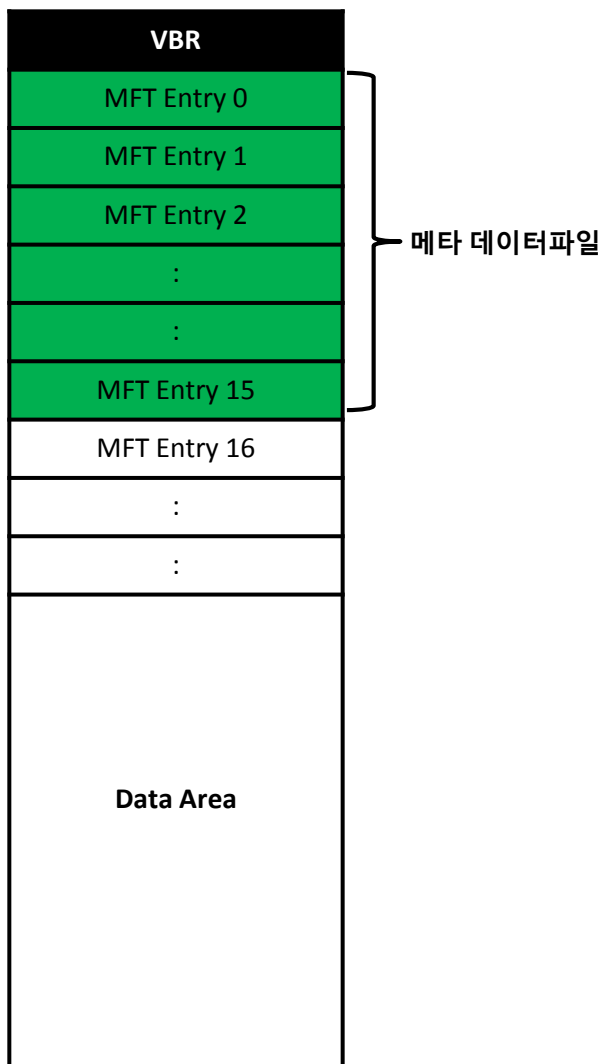 VBR
MFT Entry 0
MFT Entry 1
MFT Entry 2
:
:
MFT Entry 15
메타 데이터파일
MFT Entry 16
:
:
Data Area